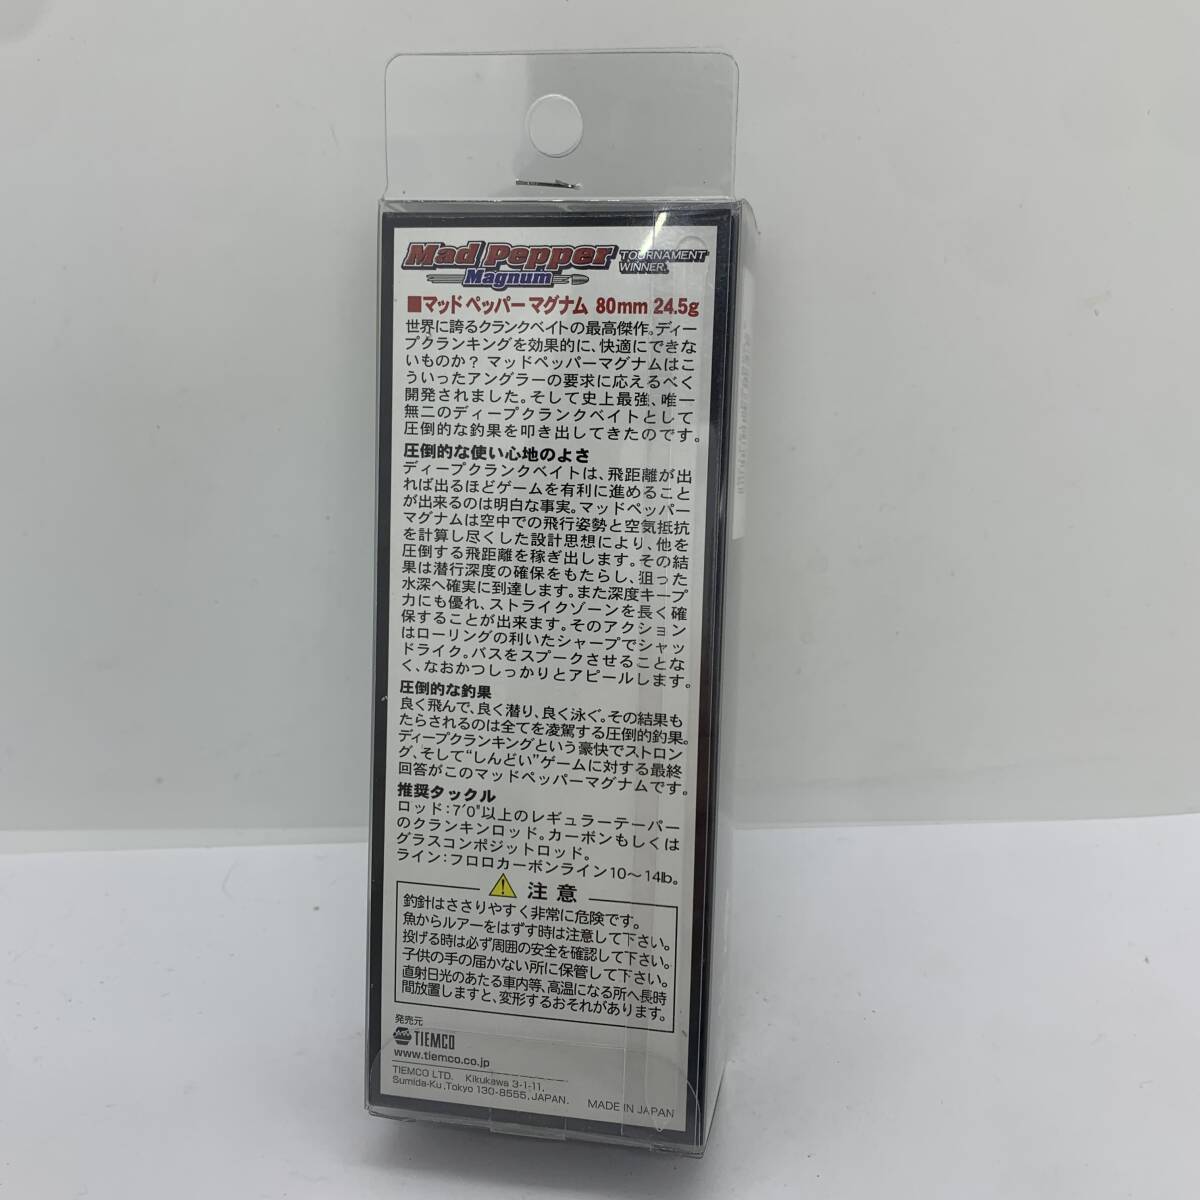 Mad Pepper
Magnum
TOURNAMENT
WINNER.
■マッドペッパーマグナム 80mm 24.5g
世界に誇るクランクベイトの最高傑作。ディー
プクランキングを効果的に、快適にできな
いものか? マッドペッパーマグナムはこ
ういったアングラーの要求に応えるべく
開発されました。そして史上最強、唯一
無二のディープクランクベイトとして
圧倒的な釣果を叩き出してきたのです。
圧倒的な使い心地のよさ
ディープクランクベイトは、飛距離が出
れば出るほどゲームを有利に進めること
が出来るのは明白な事実。マッドペッパー
マグナムは空中での飛行姿勢と空気抵抗
を計算し尽くした設計思想により、他を
圧倒する飛距離を稼ぎ出します。その結
果は潜行深度の確保をもたらし、狙った
水深へ確実に到達します。また深度キープ
力にも優れ、ストライクゾーンを長く確
保することが出来ます。そのアクション
はローリングの利いたシャープでシャッ
ドライク。バスをスプークさせることな
く、なおかつしっかりとアピールします。
圧倒的な釣果
良く飛んで、良く潜り、良く泳ぐ。その結果も
たらされるのは全てを凌駕する圧倒的釣果。
ディープクランキングという豪快でストロン
グ、そして“しんどい”ゲームに対する最終
回答がこのマッドペッパーマグナムです。
推奨タックル
ロッド:7'0"以上のレギュラーテーパー
のクランキンロッド。カーボンもしくは
グラスコンポジットロッド。
ライン:フロロカーボンライン10〜14lb。
注意
釣針はささりやすく非常に危険です。
魚からルアーをはずす時は注意して下さい。
投げる時は必ず周囲の安全を確認して下さい。
子供の手の届かない所に保管して下さい。
直射日光のあたる車内等、高温になる所へ長時
間放置しますと、変形するおそれがあります。
発売元
TIEMCO
www.tiemco.co.jp
TIEMCO LTD. Kikukawa 3-1-11,
Sumida-Ku ,Tokyo 130-8555, JAPAN.
MADE IN JAPAN